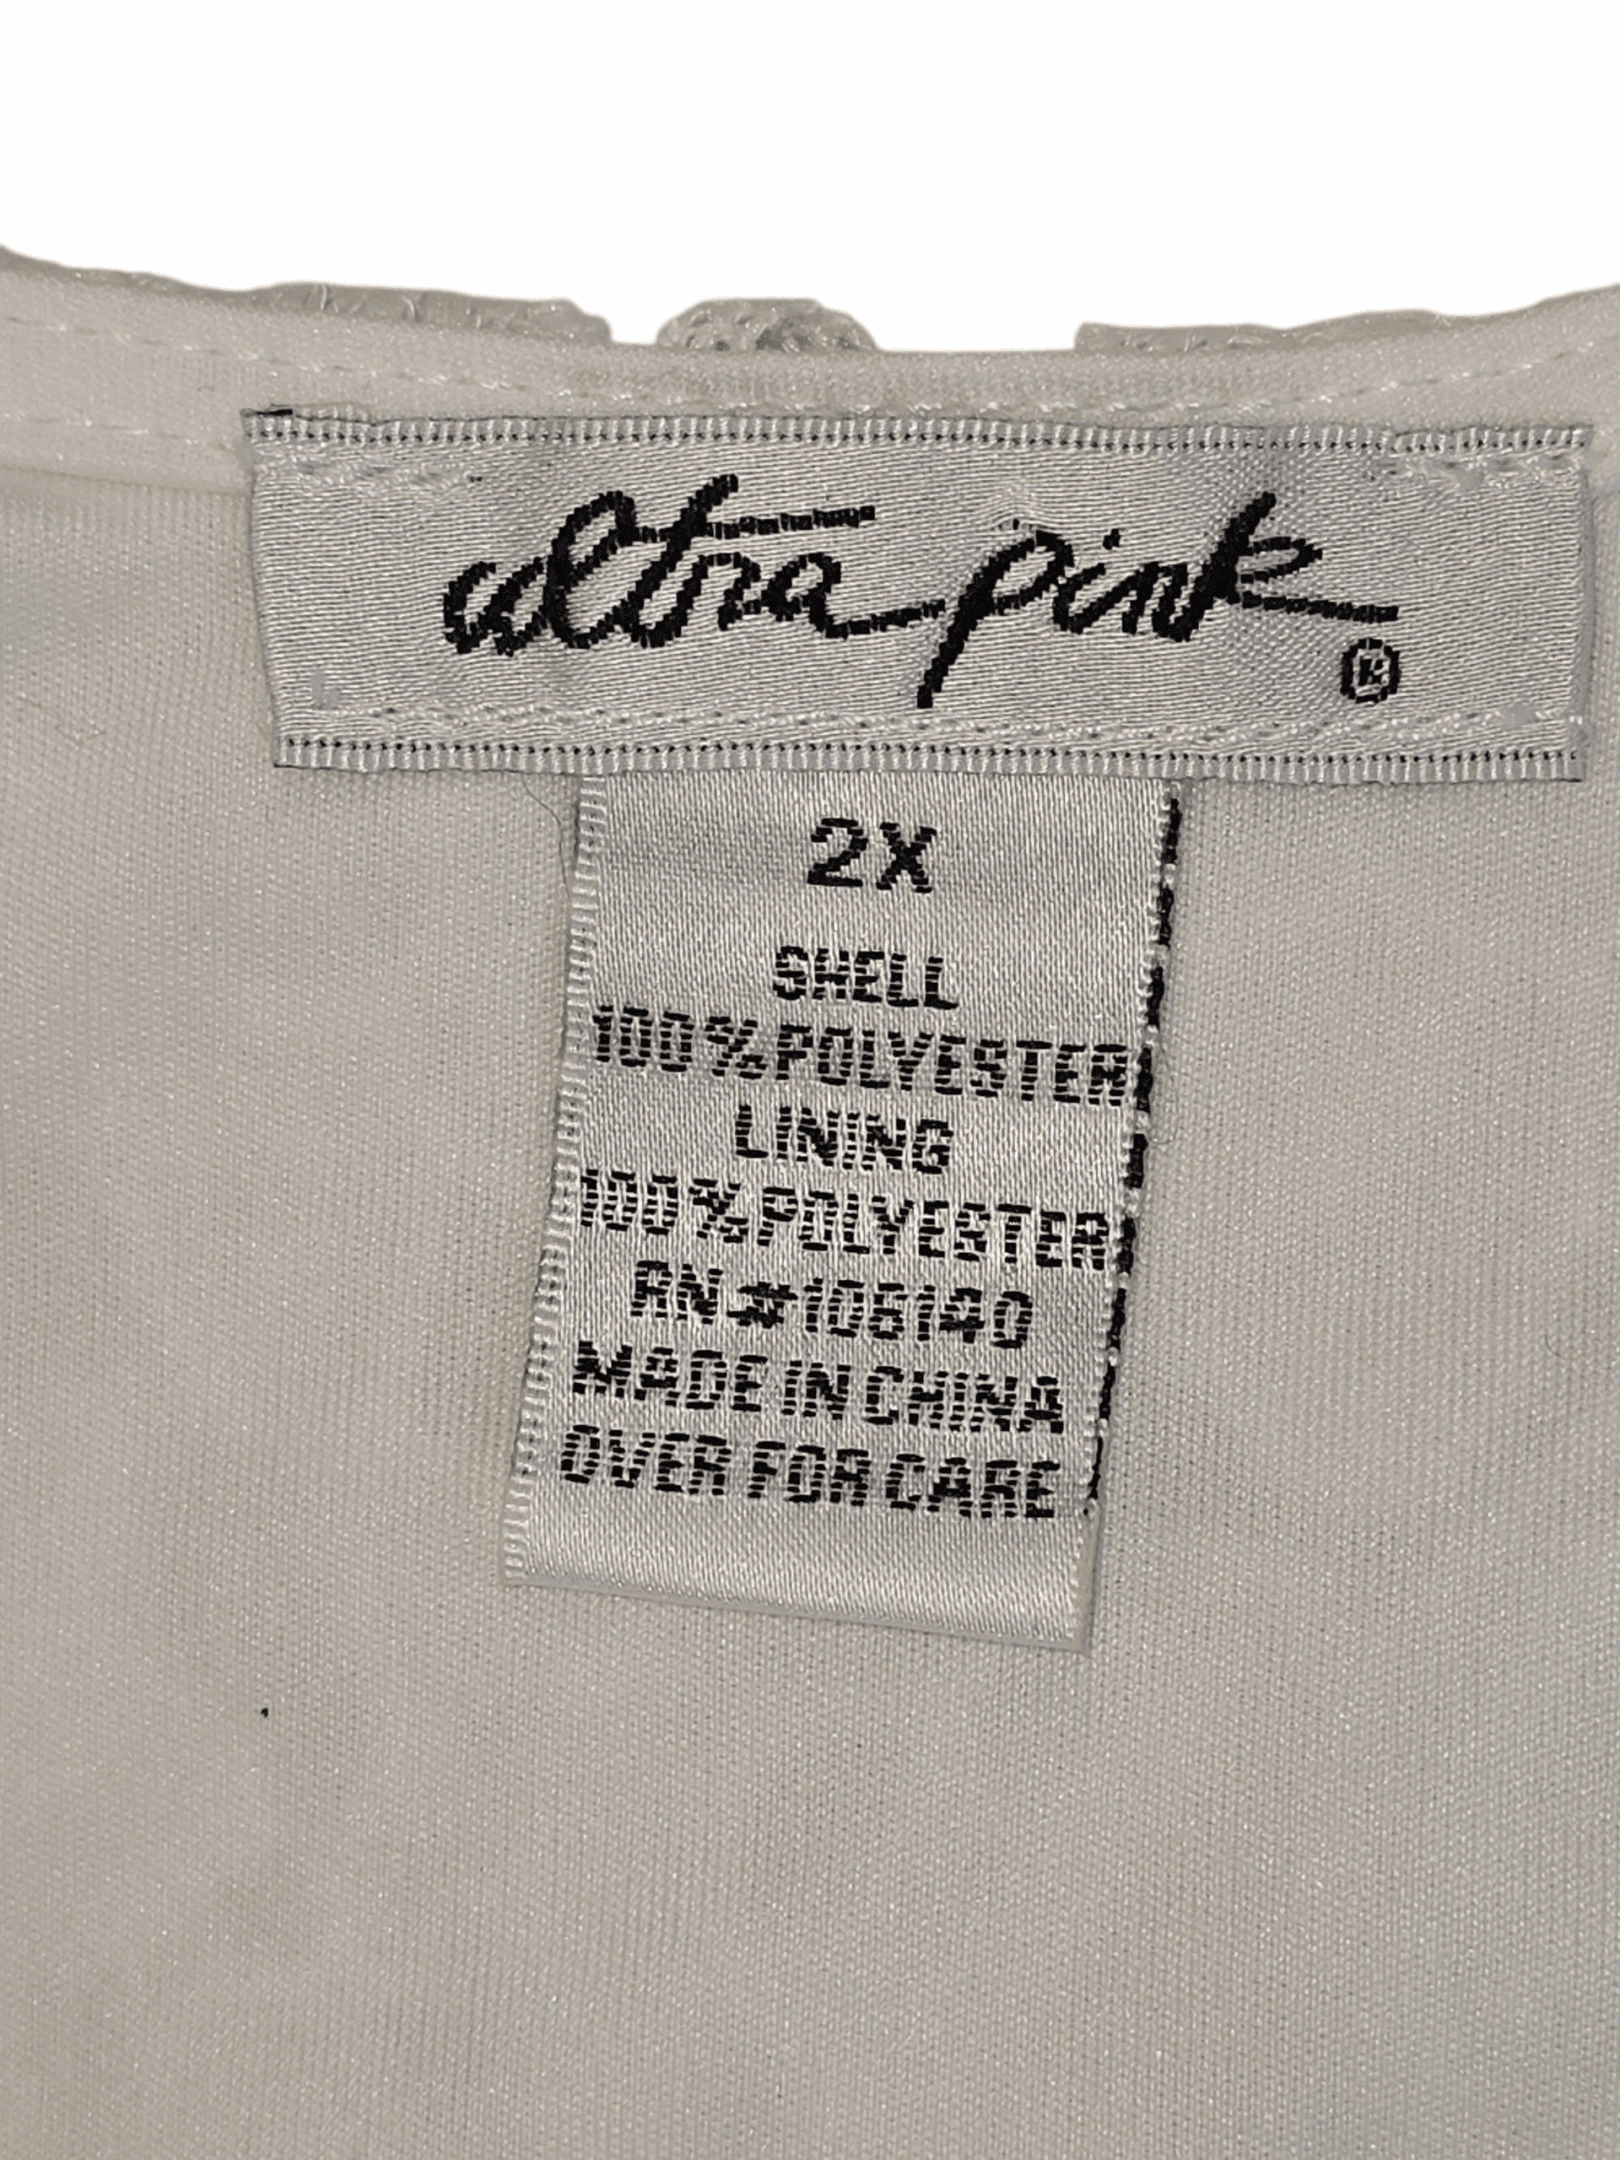 ultra pink ®
2X
SHELL
100% POLYESTER
LINING
100% POLYESTER
RN #106140
MADE IN CHINA
OVER FOR CARE